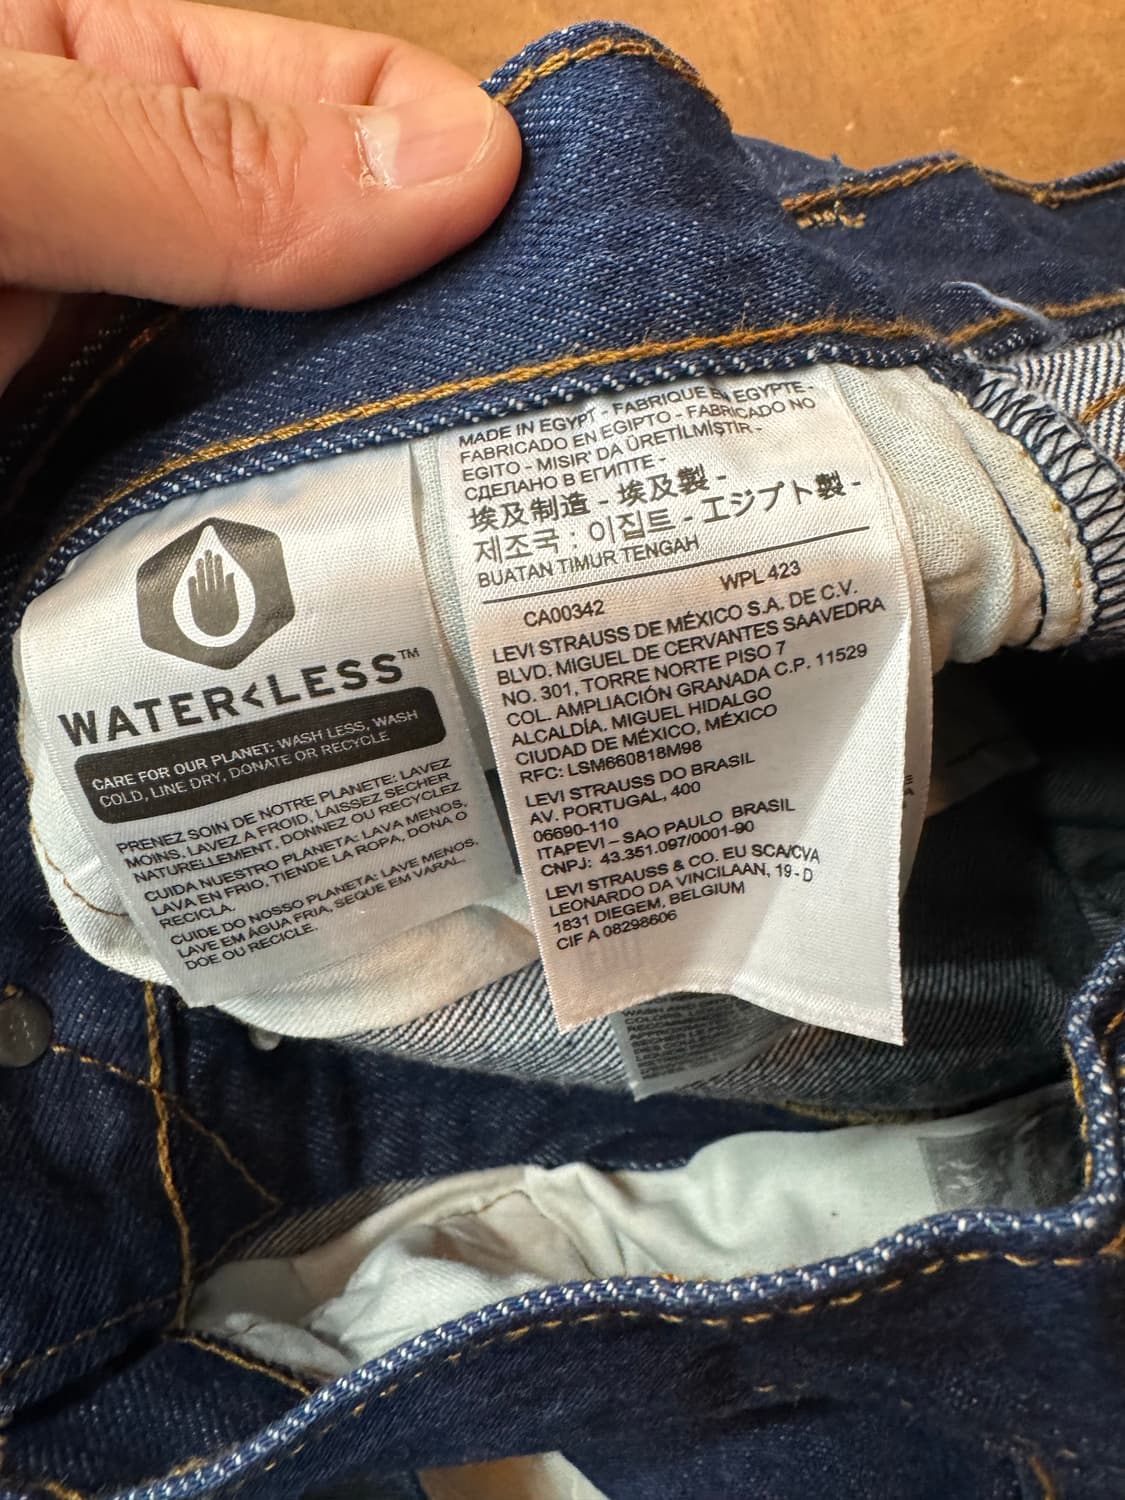 WATER<LESS™
CARE FOR OUR PLANET: WASH LESS, WASH
COLD, LINE DRY, DONATE OR RECYCLE
PRENEZ SOIN DE NOTRE PLANETE: LAVEZ
MOINS, LAVEZ A FROID, LAISSEZ SECHER
NATURELLEMENT, DONNEZ OU RECYCLEZ
CUIDA NUESTRO PLANETA: LAVA MENOS,
LAVA EN FRIO, TIENDE LA ROPA, DONA O
RECICLA.
CUIDE DO NOSSO PLANETA: LAVE MENOS,
LAVE EM ÁGUA FRIA, SEQUE EM VARAL,
DOE OU RECICLE.
MADE IN EGYPT - FABRIQUE EN EGYPTE -
FABRICADO EN EGIPTO - FABRICADO NO
EGITO - MISIR' DA ÜRETİLMİŞTIR -
СДЕЛАНО В ЕГИПТЕ -
埃及制造 - 埃及製 -
제조국 : 이집트 - エジプト製 -
BUATAN TIMUR TENGAH
CA00342 WPL 423
LEVI STRAUSS DE MÉXICO S.A. DE C.V.
BLVD. MIGUEL DE CERVANTES SAAVEDRA
NO. 301, TORRE NORTE PISO 7
COL. AMPLIACIÓN GRANADA C.P. 11529
ALCALDÍA. MIGUEL HIDALGO
CIUDAD DE MÉXICO, MÉXICO
RFC: LSM660818M98
LEVI STRAUSS DO BRASIL
AV. PORTUGAL, 400
06690-110
ITAPEVI – SAO PAULO BRASIL
CNPJ: 43.351.097/0001-90
LEVI STRAUSS & CO. EU SCA/CVA
LEONARDO DA VINCILAAN, 19 - D
1831 DIEGEM, BELGIUM
CIF A 08298606